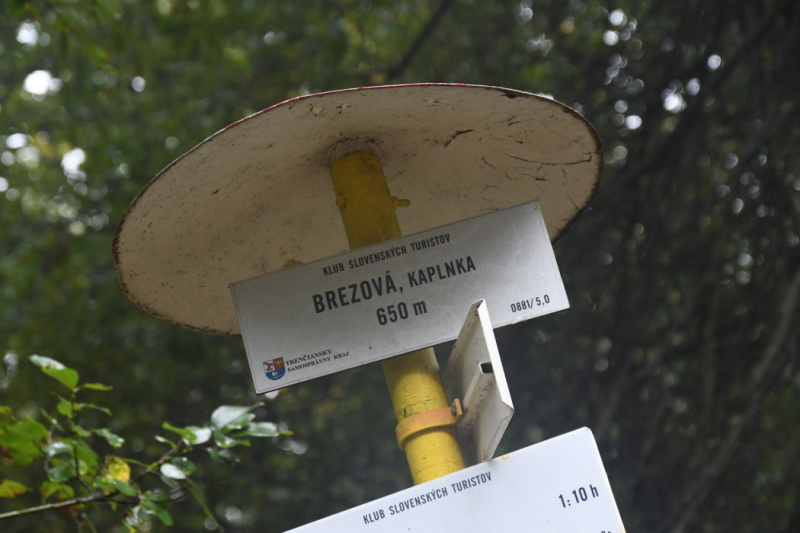 KLUB SLOVENSKÝCH TURISTOV
BREZOVÁ, KAPLNKA
650 m
0881/5,0
TRENČIANSKY
SAMOSPRÁVNY KRAJ
KLUB SLOVENSKÝCH TURISTOV
1:10 h